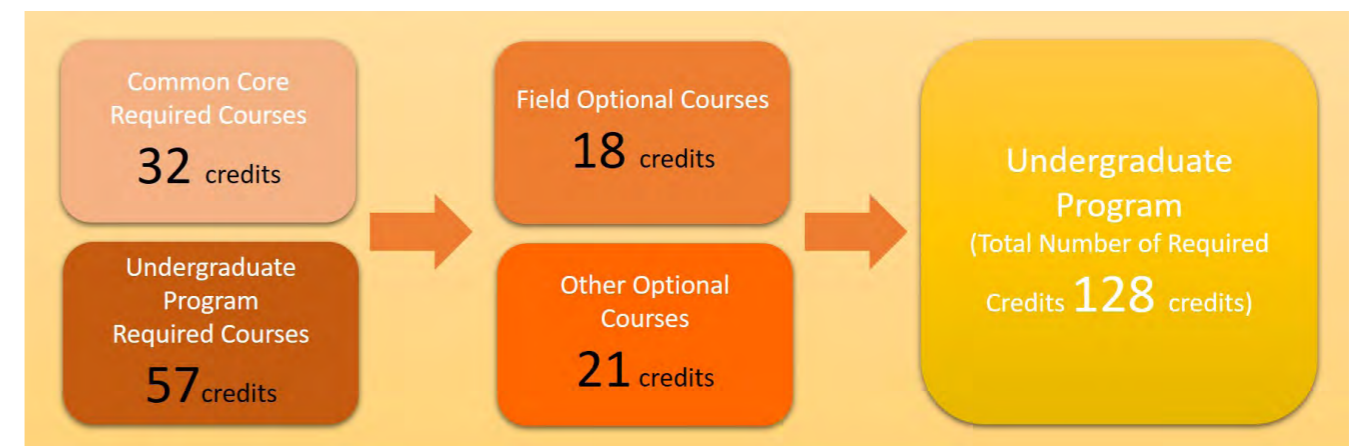 Common Core
Required Courses
32 credits
Undergraduate
Program
Required Courses
57credits
Field Optional Courses
18 credits
Other Optional
Courses
21 credits
Undergraduate
Program
(Total Number of Required
Credits 128 credits)